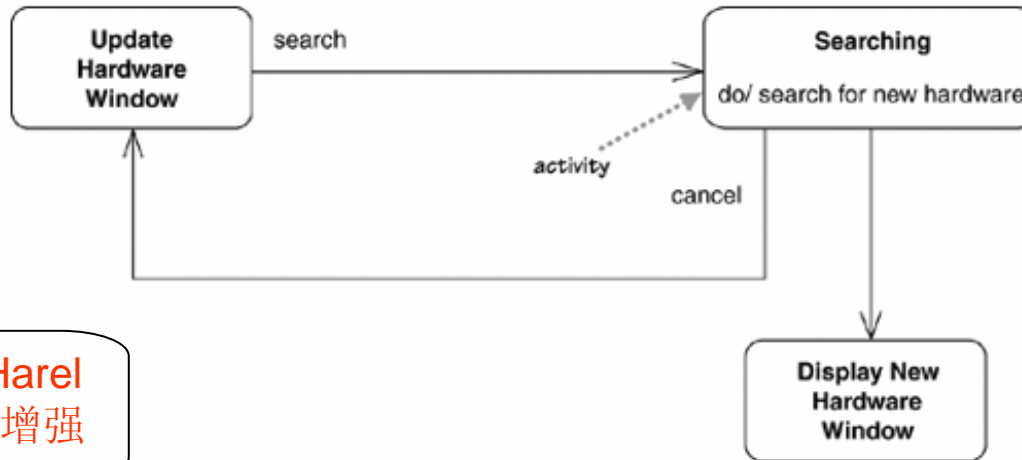 Update
Hardware
Window
search
Searching
do/ search for new hardware
activity
cancel
Harel
增强
Display New
Hardware
Window